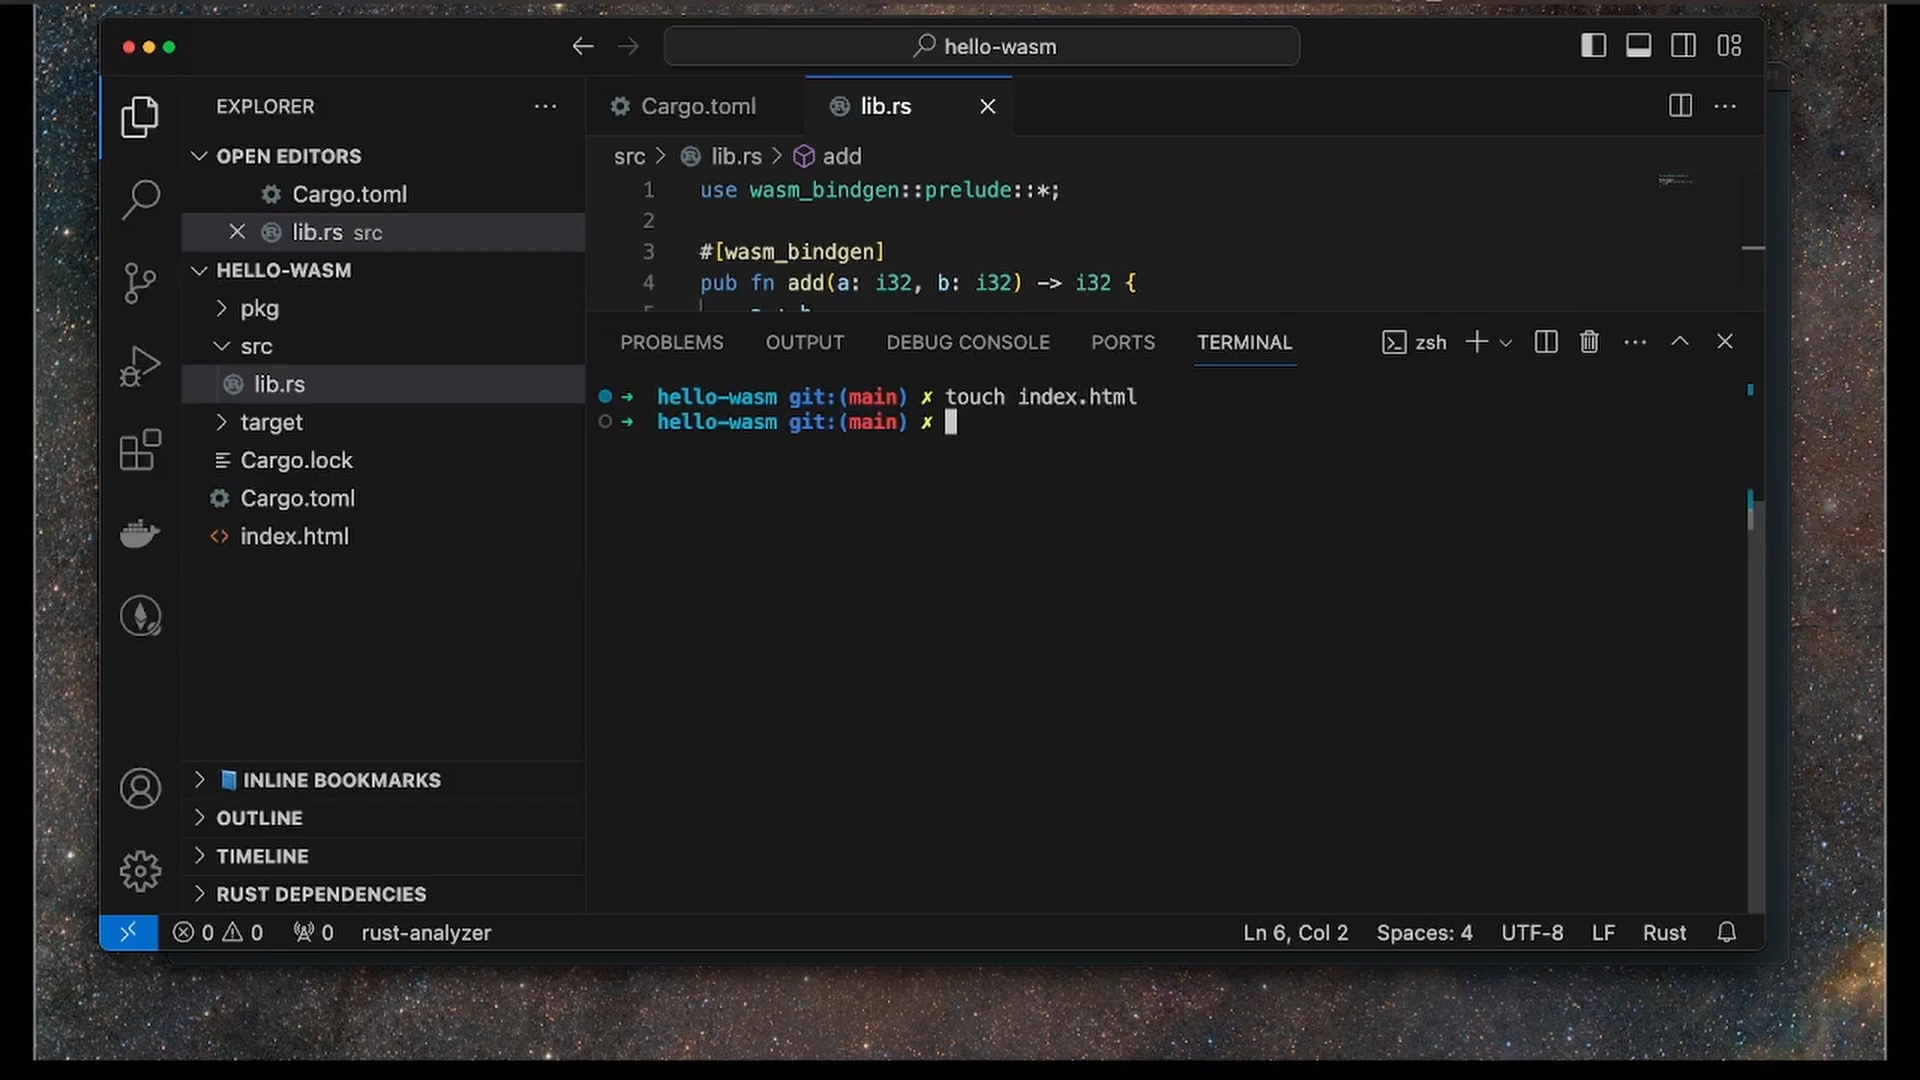 hello-wasm
EXPLORER
OPEN EDITORS
Cargo.toml
lib.rs src
HELLO-WASM
pkg
src
lib.rs
target
Cargo.lock
Cargo.toml
index.html
INLINE BOOKMARKS
OUTLINE
TIMELINE
RUST DEPENDENCIES
Cargo.toml
lib.rs
src > lib.rs > add
1 use wasm_bindgen::prelude::*;
2
3 #[wasm_bindgen]
4 pub fn add(a: i32, b: i32) -> i32 {
PROBLEMS OUTPUT DEBUG CONSOLE PORTS TERMINAL zsh
→ hello-wasm git:(main) ✗ touch index.html
→ hello-wasm git:(main) ✗
0 0 0 rust-analyzer Ln 6, Col 2 Spaces: 4 UTF-8 LF Rust